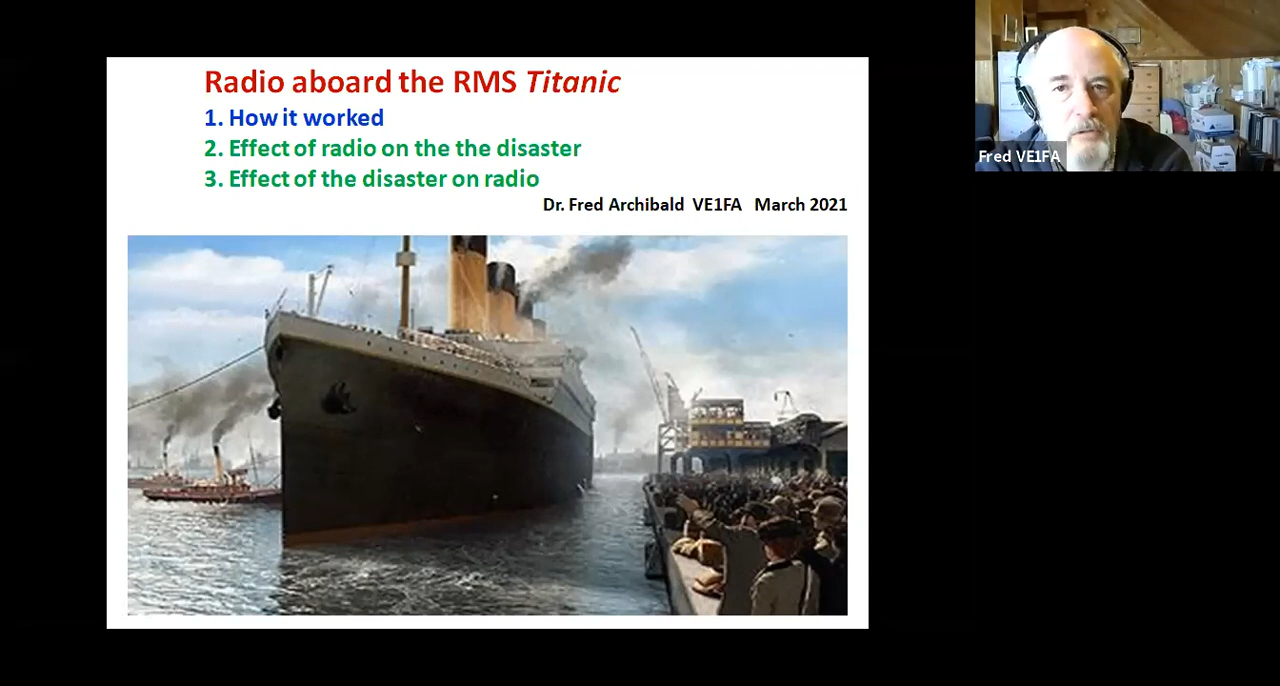 Radio aboard the RMS Titanic
1. How it worked
2. Effect of radio on the the disaster
3. Effect of the disaster on radio
Dr. Fred Archibald VE1FA March 2021
Fred VE1FA